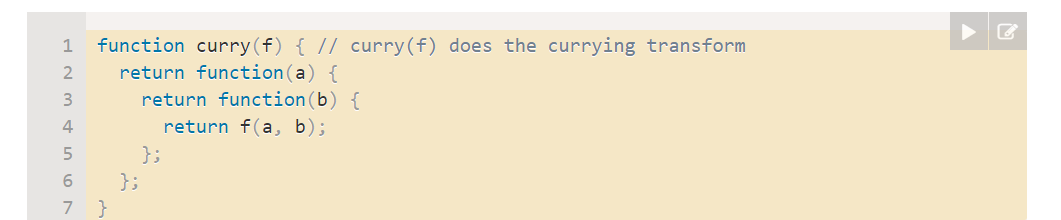 1 function curry(f) { // curry(f) does the currying transform
2   return function(a) {
3     return function(b) {
4       return f(a, b);
5     };
6   };
7 }